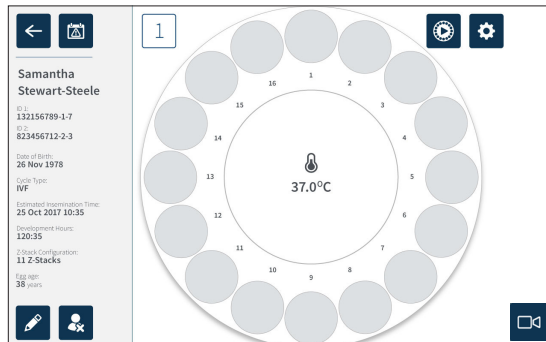 1
Samantha
Stewart-Steele
ID 1:
132156789-1-7
ID 2:
823456712-2-3
Date of Birth:
26 Nov 1978
Cycle Type:
IVF
Estimated Insemination Time:
25 Oct 2017 10:35
Development Hours:
120:35
Z-Stack Configuration:
11 Z-Stacks
Egg age:
38 years
1
2
3
4
5
6
7
8
9
10
11
12
13
14
15
16
37.0°C